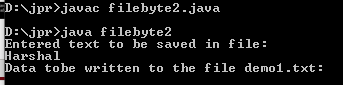 D:\jpr>javac filebyte2.java
D:\jpr>java filebyte2
Entered text to be saved in file:
Harshal
Data tobe written to the file demo1.txt: